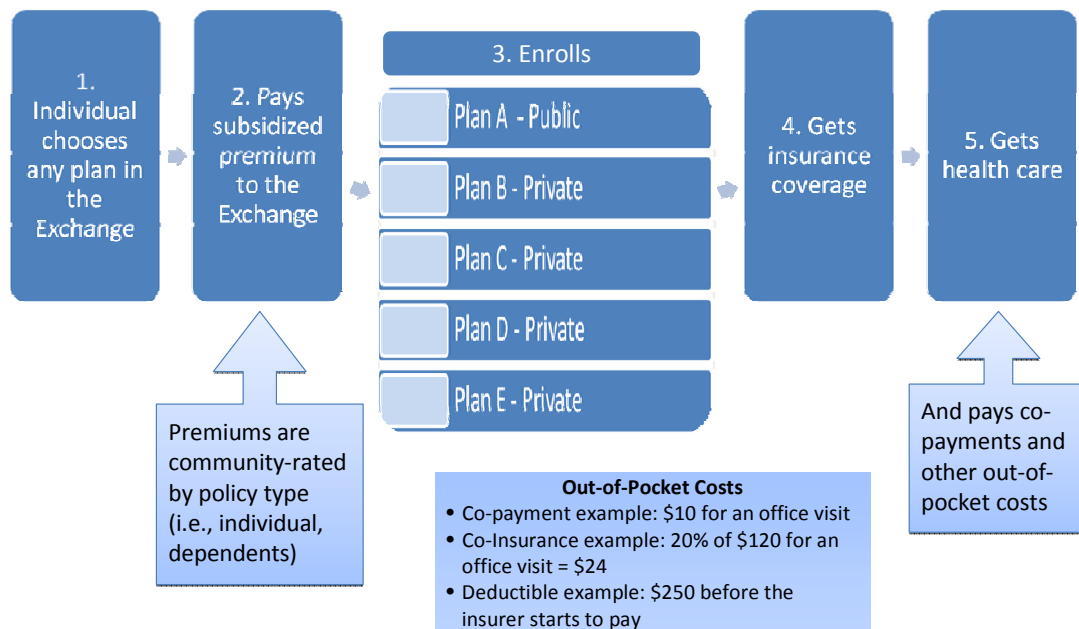 1.
Individual
chooses
any plan in
the
Exchange
2. Pays
subsidized
premium
to the
Exchange
3. Enrolls
Plan A - Public
Plan B - Private
Plan C - Private
Plan D - Private
Plan E - Private
4. Gets
insurance
coverage
5. Gets
health care
Premiums are
community-rated
by policy type
(i.e., individual,
dependents)
And pays co-
payments and
other out-of-
pocket costs
Out-of-Pocket Costs
• Co-payment example: $10 for an office visit
• Co-Insurance example: 20% of $120 for an
office visit = $24
• Deductible example: $250 before the
insurer starts to pay